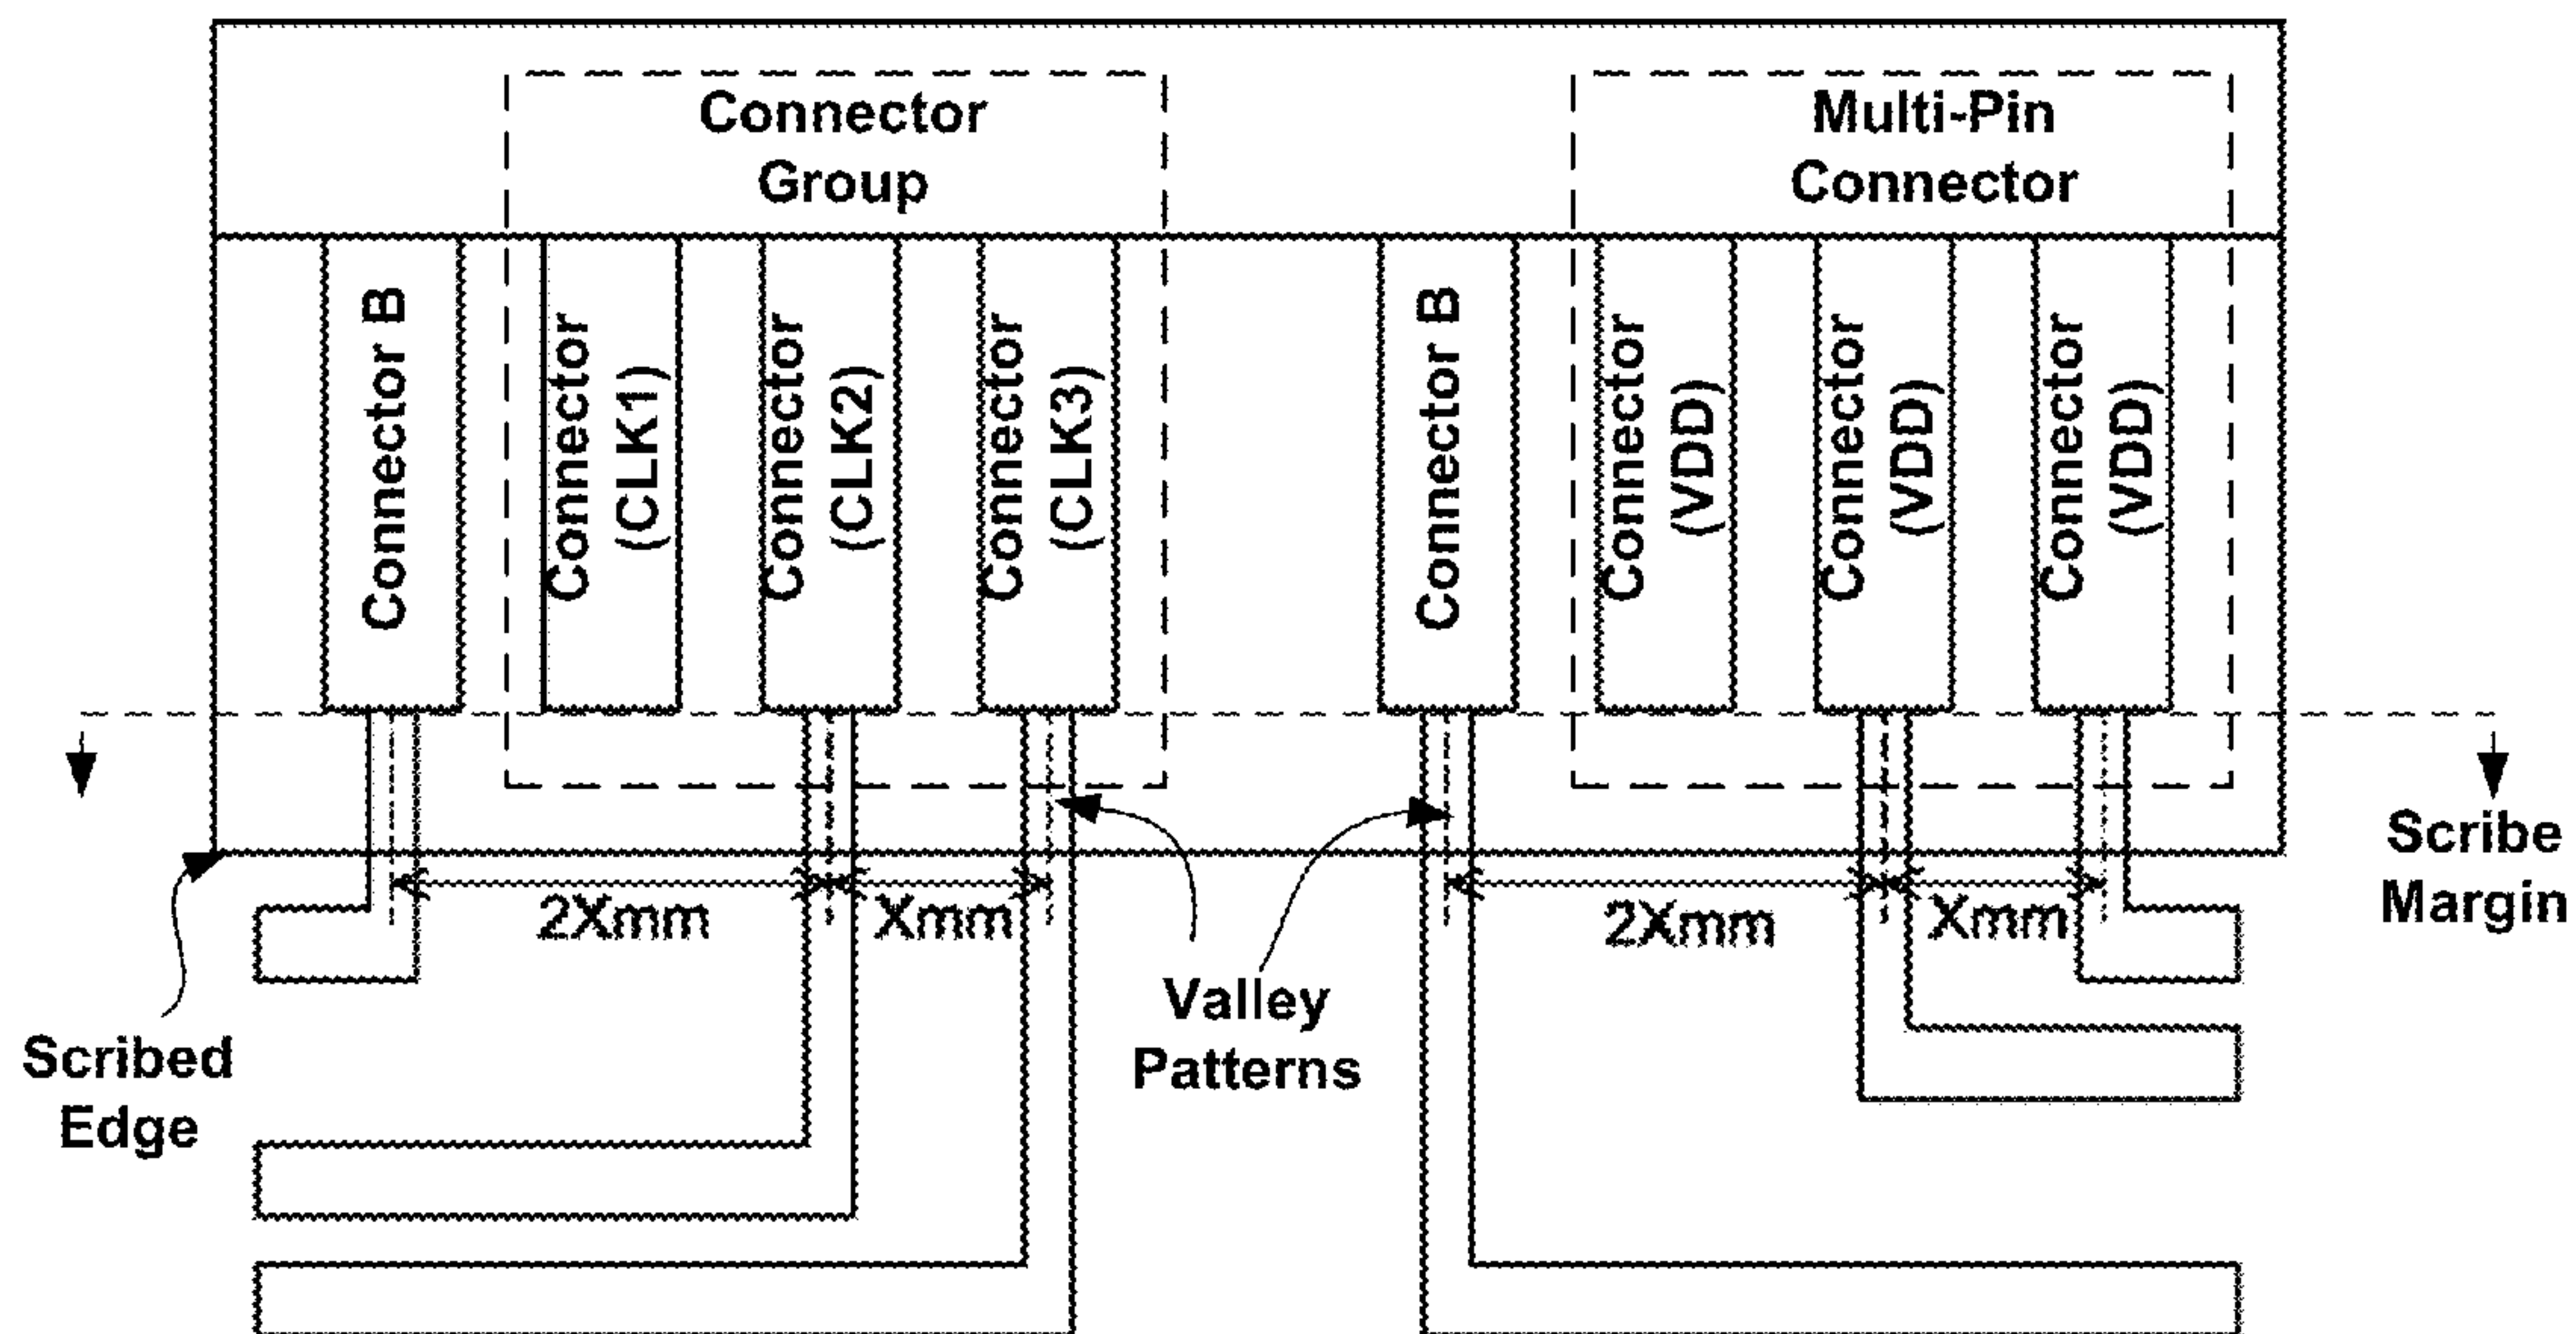 Connector
Group
Multi-Pin
Connector
Connector B
Connector
(CLK1)
Connector
(CLK2)
Connector
(CLK3)
Connector B
Connector
(VDD)
Connector
(VDD)
Connector
(VDD)
Scribe
Margin
2Xmm
Xmm
2Xmm
Xmm
Valley
Patterns
Scribed
Edge